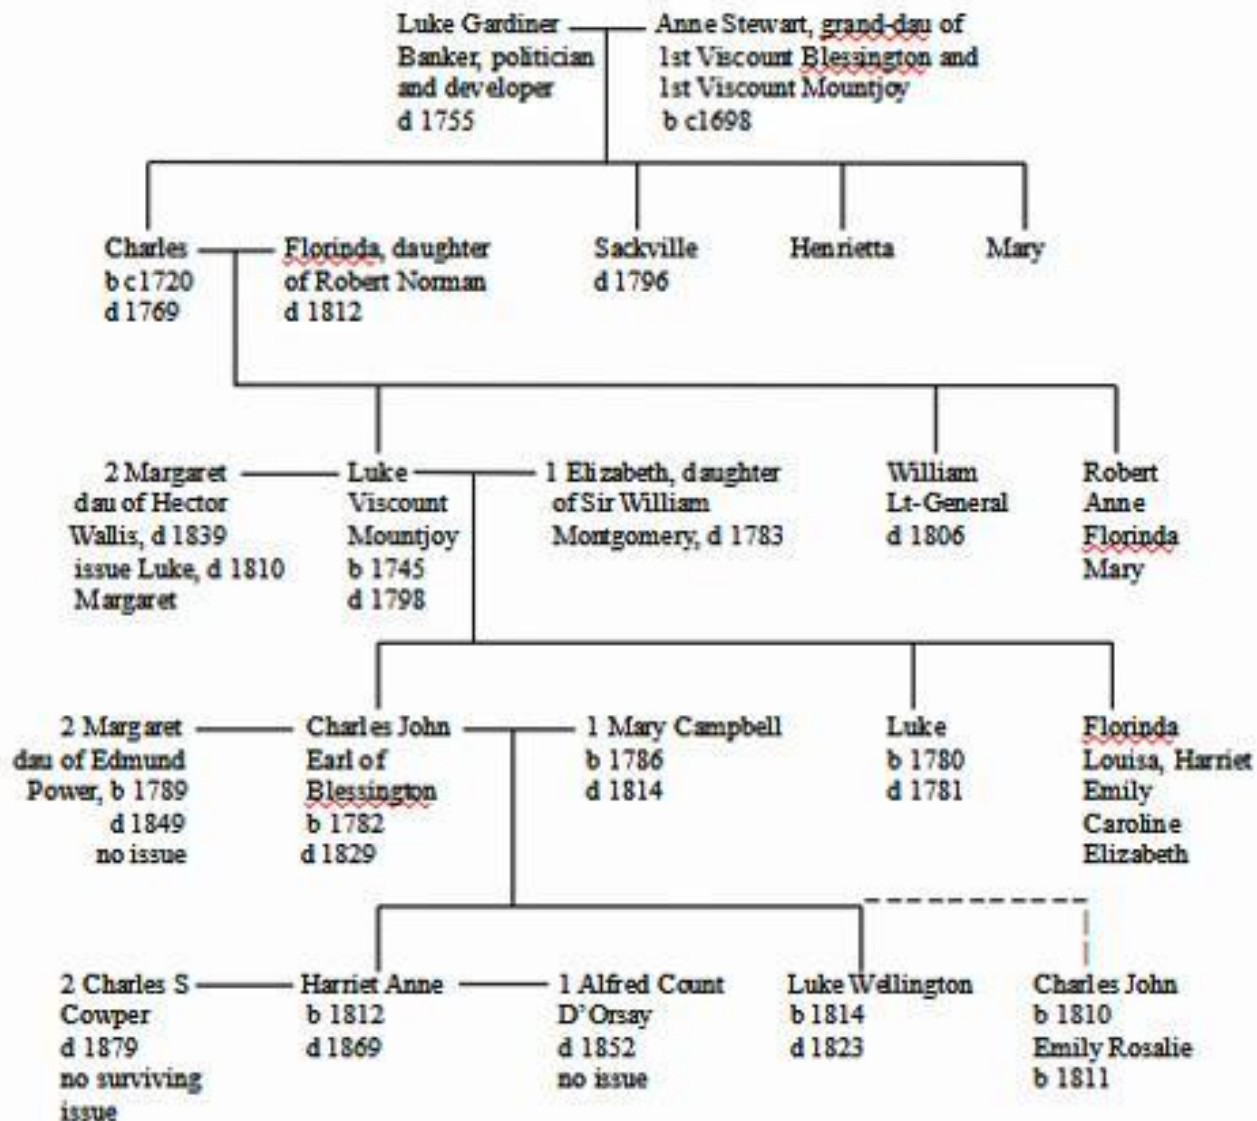 Luke Gardiner
Banker, politician
and developer
d 1755
Anne Stewart, grand-dau of
1st Viscount Blessington and
1st Viscount Mountjoy
b c1698
Charles
b c1720
d 1769
Florinda, daughter
of Robert Norman
d 1812
Sackville
d 1796
Henrietta
Mary
2 Margaret
dau of Hector
Wallis, d 1839
issue Luke, d 1810
Margaret
Luke
Viscount
Mountjoy
b 1745
d 1798
1 Elizabeth, daughter
of Sir William
Montgomery, d 1783
William
Lt-General
d 1806
Robert
Anne
Florinda
Mary
2 Margaret
dau of Edmund
Power, b 1789
d 1849
no issue
Charles John
Earl of
Blessington
b 1782
d 1829
1 Mary Campbell
b 1786
d 1814
Luke
b 1780
d 1781
Florinda
Louisa, Harriet
Emily
Caroline
Elizabeth
2 Charles S
Cowper
d 1879
no surviving
issue
Harriet Anne
b 1812
d 1869
1 Alfred Count
D’Orsay
d 1852
no issue
Luke Wellington
b 1814
d 1823
Charles John
b 1810
Emily Rosalie
b 1811